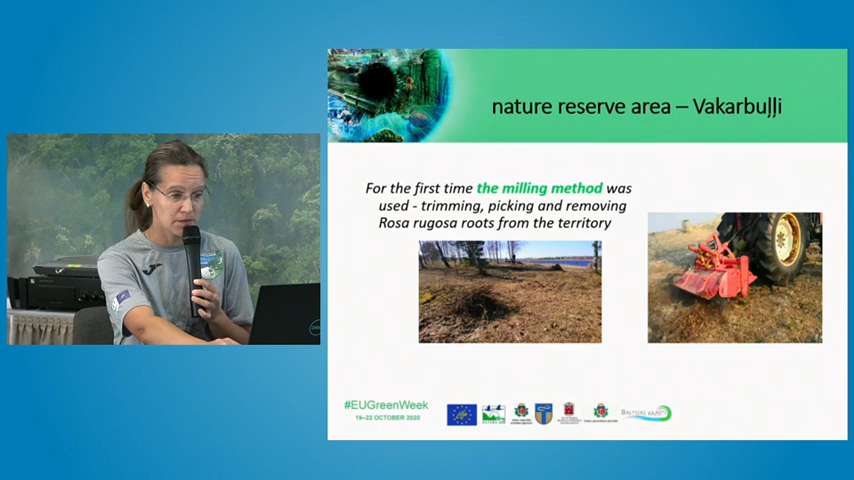 nature reserve area – Vakarbuļļi
For the first time the milling method was
used - trimming, picking and removing
Rosa rugosa roots from the territory
#EUGreenWeek
19–22 OCTOBER 2020